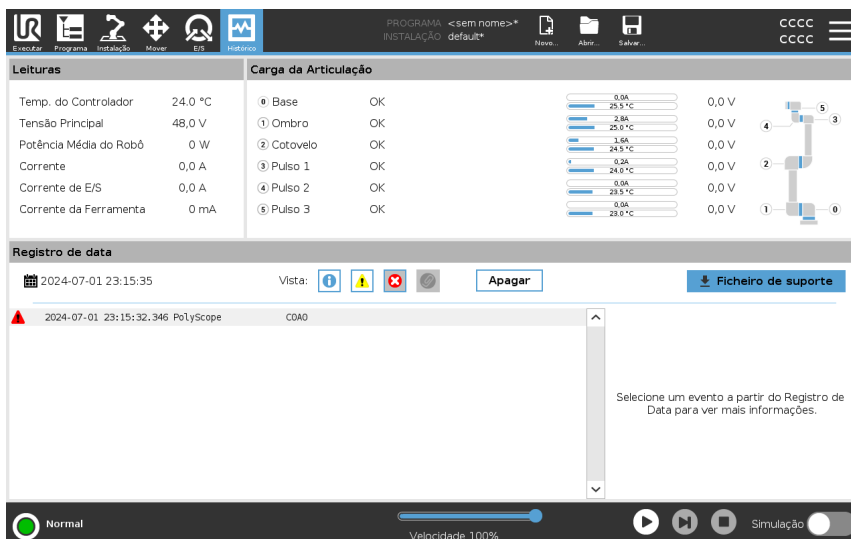 PROGRAMA <sem nome>*
INSTALAÇÃO default*
CCCC
CCCC
Executar Programa Instalação Mover E/S Histórico Novo... Abrir... Salvar...
Leituras
Temp. do Controlador 24.0 °C
Tensão Principal 48,0 V
Potência Média do Robô 0 W
Corrente 0,0 A
Corrente de E/S 0,0 A
Corrente da Ferramenta 0 mA
Carga da Articulação
0 Base OK 0,0A 25.5 °C 0,0 V
1 Ombro OK 2,8A 25.0 °C 0,0 V
2 Cotovelo OK 1,6A 24.5 °C 0,0 V
3 Pulso 1 OK 0,2A 24.0 °C 0,0 V
4 Pulso 2 OK 0,0A 23.5 °C 0,0 V
5 Pulso 3 OK 0,0A 23.0 °C 0,0 V
5
4 3
2
1 0
Registro de data
2024-07-01 23:15:35 Vista: Apagar Ficheiro de suporte
2024-07-01 23:15:32.346 PolyScope C0A0
Selecione um evento a partir do Registro de
Data para ver mais informações.
Normal
Velocidade 100%
Simulação